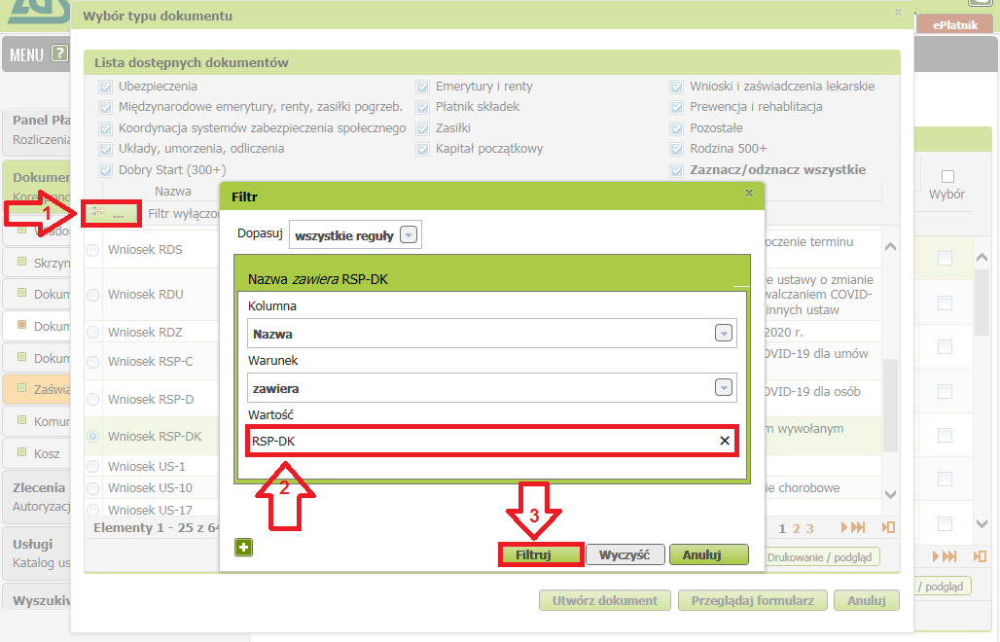 ZUS
Wybór typu dokumentu
x
ePłatnik
MENU ?
Lista dostępnych dokumentów
Ubezpieczenia
Emerytury i renty
Wnioski i zaświadczenia lekarskie
Międzynarodowe emerytury, renty, zasiłki pogrzeb.
Płatnik składek
Prewencja i rehabilitacja
Koordynacja systemów zabezpieczenia społecznego
Zasiłki
Pozostałe
Układy, umorzenia, odliczenia
Kapitał początkowy
Rodzina 500+
Dobry Start (300+)
Zaznacz/odznacz wszystkie
Panel Pła
Rozliczenia
Dokumen
Skrzyn
Dokum
Dokum
Dokum
Zaświa
Komun
Kosz
Zlecenia
Autoryzacj
Usługi
Katalog us
Wyszukiw
Nazwa
1
...
Filtr wyłączo
Wybór
Wniosek RDS
oczenie terminu
Wniosek RDU
e ustawy o zmianie
walczaniem COVID-
innych ustaw
Wniosek RDZ
2020 r.
Wniosek RSP-C
OVID-19 dla umów
Wniosek RSP-D
OVID-19 dla osób
Wniosek RSP-DK
m wywołanym
Wniosek US-1
Wniosek US-10
ie chorobowe
Wniosek US-17
Elementy 1 - 25 z 64
1 2 3
Filtr
x
Dopasuj
wszystkie reguły
Nazwa zawiera RSP-DK
Kolumna
Nazwa
Warunek
zawiera
Wartość
RSP-DK
2
3
Filtruj
Wyczyść
Anuluj
Drukowanie / podgląd
/ podgląd
Utwórz dokument
Przeglądaj formularz
Anuluj